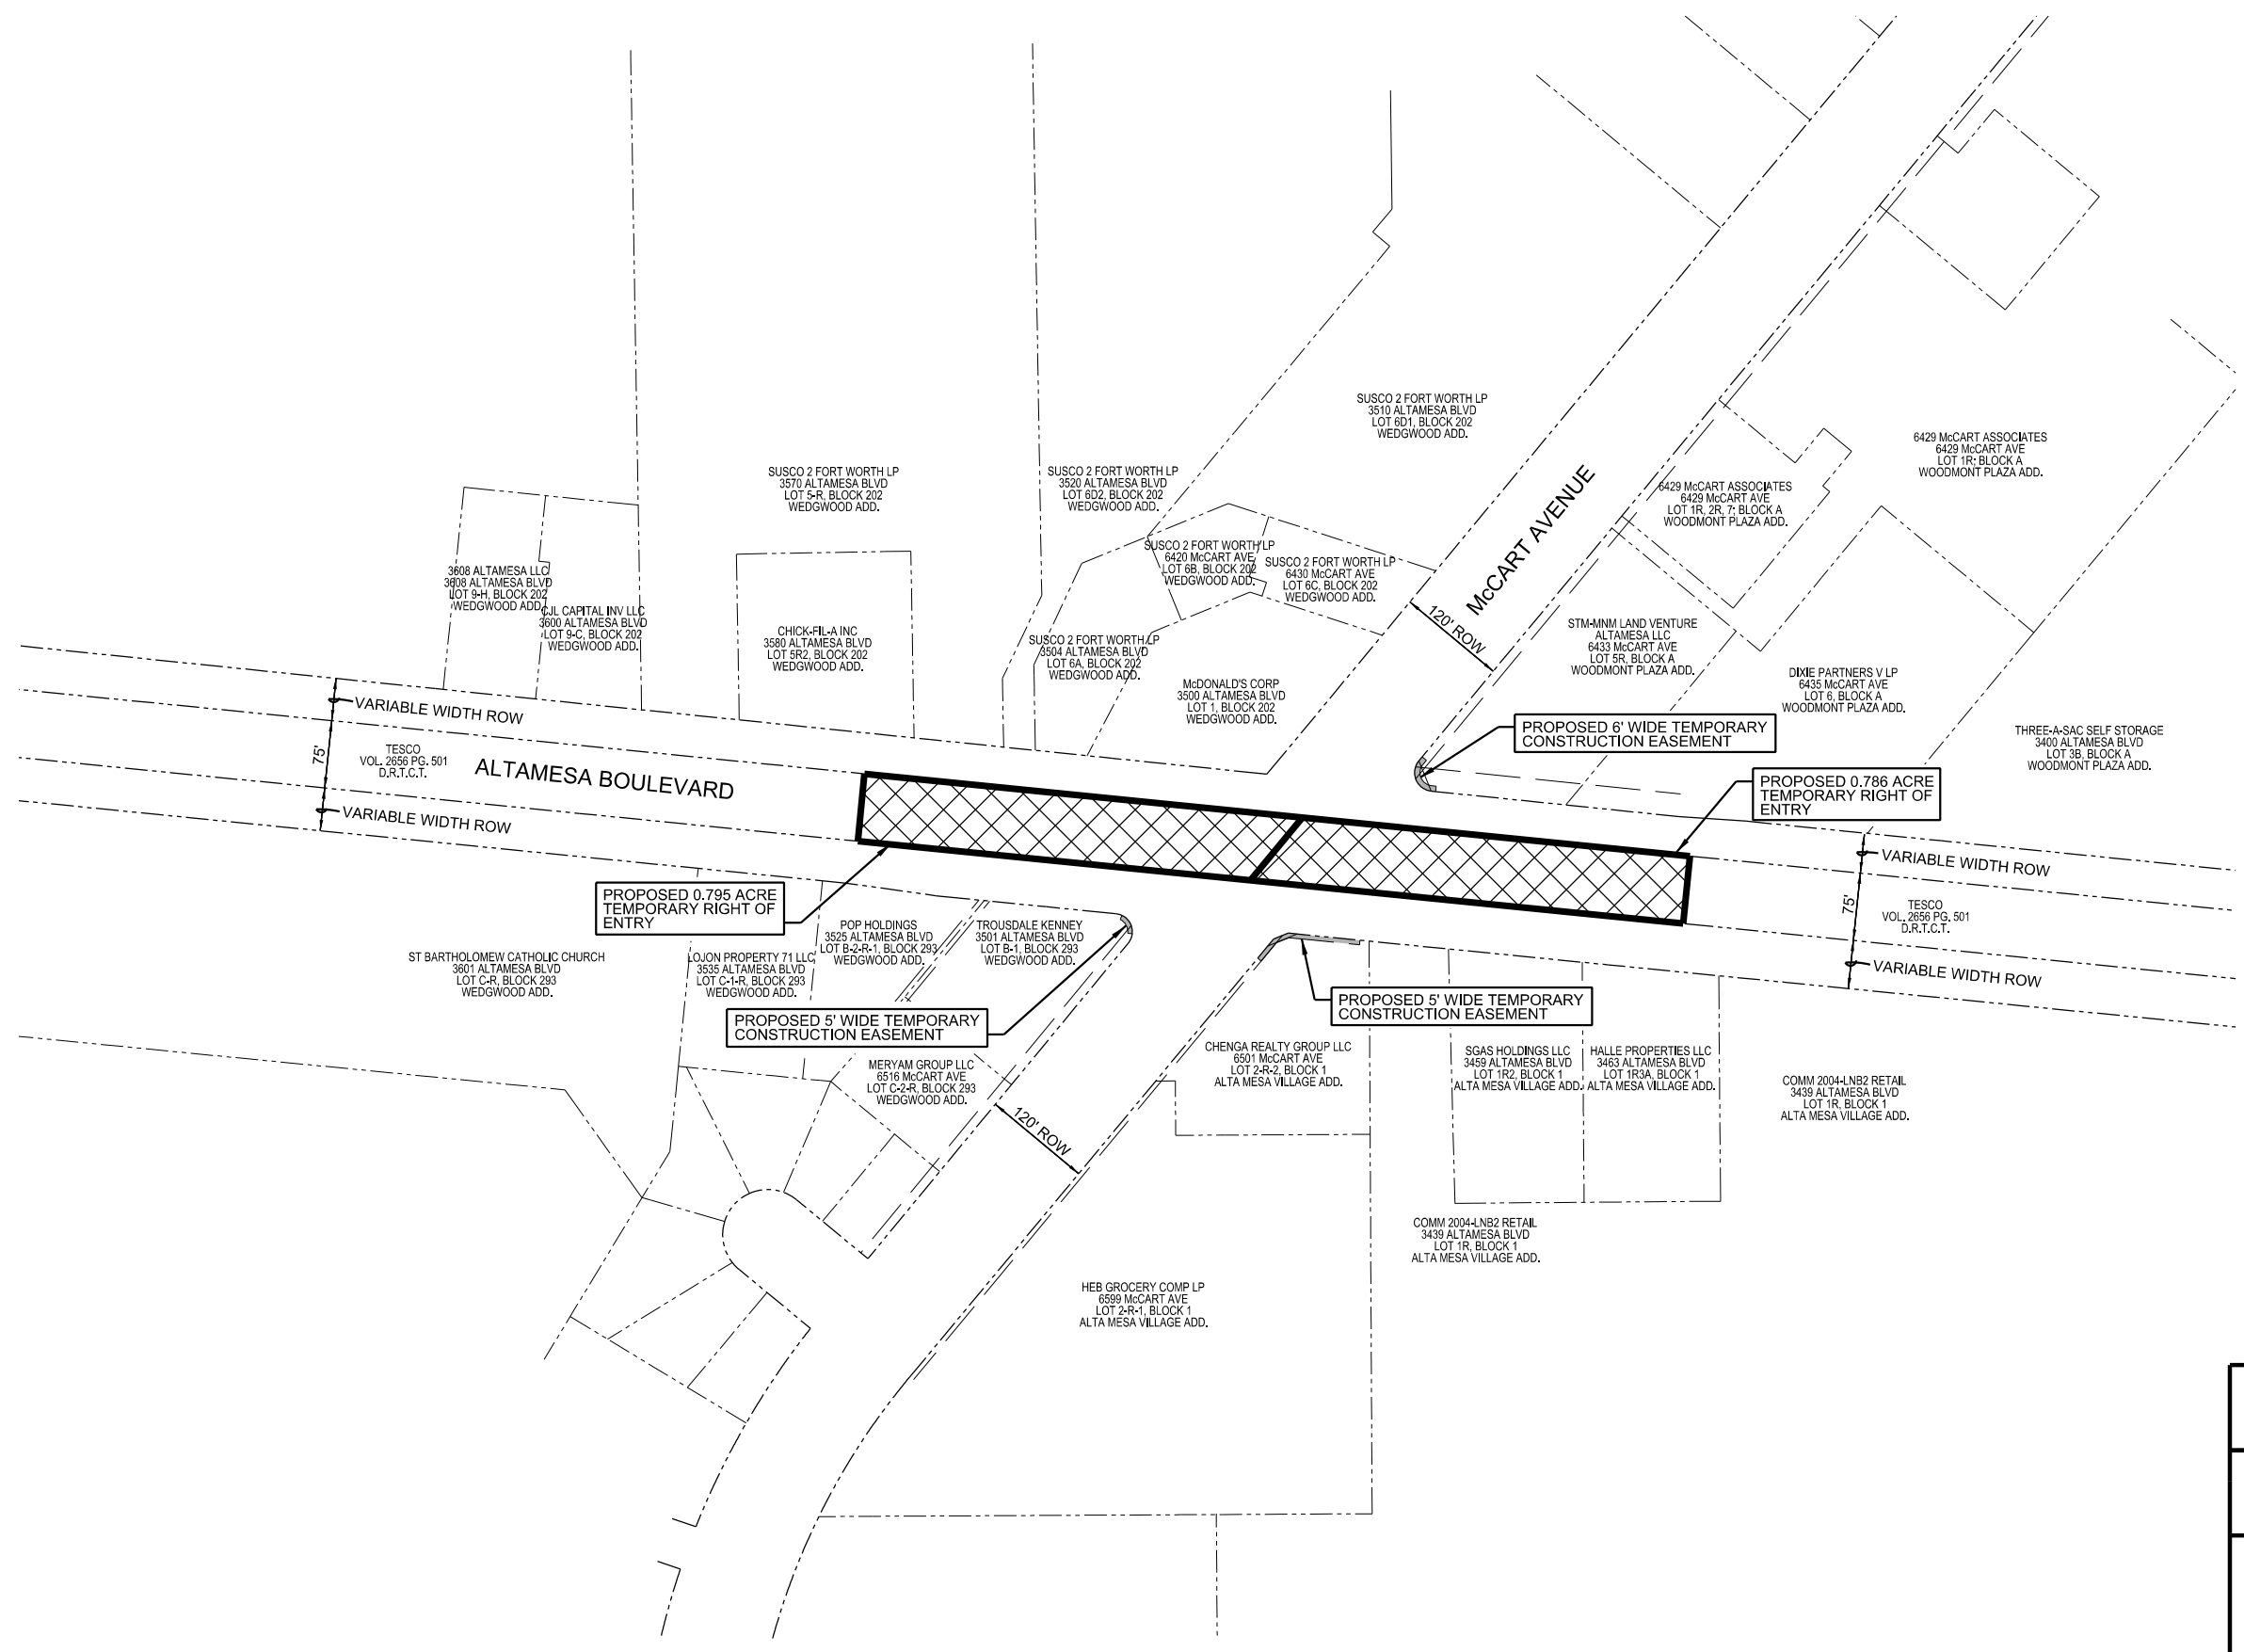 SUSCO 2 FORT WORTH LP
3510 ALTAMESA BLVD
LOT 6D1, BLOCK 202
WEDGWOOD ADD.
6429 McCART ASSOCIATES
6429 McCART AVE
LOT 1R; BLOCK A
WOODMONT PLAZA ADD.
SUSCO 2 FORT WORTH LP
3570 ALTAMESA BLVD
LOT 5-R, BLOCK 202
WEDGWOOD ADD.
SUSCO 2 FORT WORTH LP
3520 ALTAMESA BLVD
LOT 6D2, BLOCK 202
WEDGWOOD ADD.
McCART AVENUE
6429 McCART ASSOCIATES
6429 McCART AVE
LOT 1R, 2R, 7; BLOCK A
WOODMONT PLAZA ADD.
3608 ALTAMESA LLC
3608 ALTAMESA BLVD
LOT 9-H, BLOCK 202
WEDGWOOD ADD.
CJL CAPITAL INV LLC
3600 ALTAMESA BLVD
LOT 9-C, BLOCK 202
WEDGWOOD ADD.
CHICK-FIL-A INC
3580 ALTAMESA BLVD
LOT 5R2, BLOCK 202
WEDGWOOD ADD.
SUSCO 2 FORT WORTH LP
6420 McCART AVE
LOT 6B, BLOCK 202
WEDGWOOD ADD.
SUSCO 2 FORT WORTH LP
6430 McCART AVE
LOT 6C, BLOCK 202
WEDGWOOD ADD.
SUSCO 2 FORT WORTH LP
3504 ALTAMESA BLVD
LOT 6A, BLOCK 202
WEDGWOOD ADD.
McDONALD'S CORP
3500 ALTAMESA BLVD
LOT 1, BLOCK 202
WEDGWOOD ADD.
120' ROW
STM-MNM LAND VENTURE
ALTAMESA LLC
6433 McCART AVE
LOT 5R, BLOCK A
WOODMONT PLAZA ADD.
DIXIE PARTNERS V LP
6435 McCART AVE
LOT 6, BLOCK A
WOODMONT PLAZA ADD.
THREE-A-SAC SELF STORAGE
3400 ALTAMESA BLVD
LOT 3B, BLOCK A
WOODMONT PLAZA ADD.
VARIABLE WIDTH ROW
75'
TESCO
VOL. 2656 PG. 501
D.R.T.C.T.
ALTAMESA BOULEVARD
VARIABLE WIDTH ROW
PROPOSED 6' WIDE TEMPORARY
CONSTRUCTION EASEMENT
PROPOSED 0.786 ACRE
TEMPORARY RIGHT OF
ENTRY
VARIABLE WIDTH ROW
75'
TESCO
VOL. 2656 PG. 501
D.R.T.C.T.
VARIABLE WIDTH ROW
PROPOSED 0.795 ACRE
TEMPORARY RIGHT OF
ENTRY
ST BARTHOLOMEW CATHOLIC CHURCH
3601 ALTAMESA BLVD
LOT C-R, BLOCK 293
WEDGWOOD ADD.
LOJON PROPERTY 71 LLC
3535 ALTAMESA BLVD
LOT C-1-R, BLOCK 293
WEDGWOOD ADD.
POP HOLDINGS
3525 ALTAMESA BLVD
LOT B-2-R-1, BLOCK 293
WEDGWOOD ADD.
TROUSDALE KENNEY
3501 ALTAMESA BLVD
LOT B-1, BLOCK 293
WEDGWOOD ADD.
PROPOSED 5' WIDE TEMPORARY
CONSTRUCTION EASEMENT
PROPOSED 5' WIDE TEMPORARY
CONSTRUCTION EASEMENT
MERYAM GROUP LLC
6516 McCART AVE
LOT C-2-R, BLOCK 293
WEDGWOOD ADD.
120' ROW
CHENGA REALTY GROUP LLC
6501 McCART AVE
LOT 2-R-2, BLOCK 1
ALTA MESA VILLAGE ADD.
SGAS HOLDINGS LLC
3459 ALTAMESA BLVD
LOT 1R2, BLOCK 1
ALTA MESA VILLAGE ADD.
HALLE PROPERTIES LLC
3463 ALTAMESA BLVD
LOT 1R3A, BLOCK 1
ALTA MESA VILLAGE ADD.
COMM 2004-LNB2 RETAIL
3439 ALTAMESA BLVD
LOT 1R, BLOCK 1
ALTA MESA VILLAGE ADD.
COMM 2004-LNB2 RETAIL
3439 ALTAMESA BLVD
LOT 1R, BLOCK 1
ALTA MESA VILLAGE ADD.
HEB GROCERY COMP LP
6599 McCART AVE
LOT 2-R-1, BLOCK 1
ALTA MESA VILLAGE ADD.